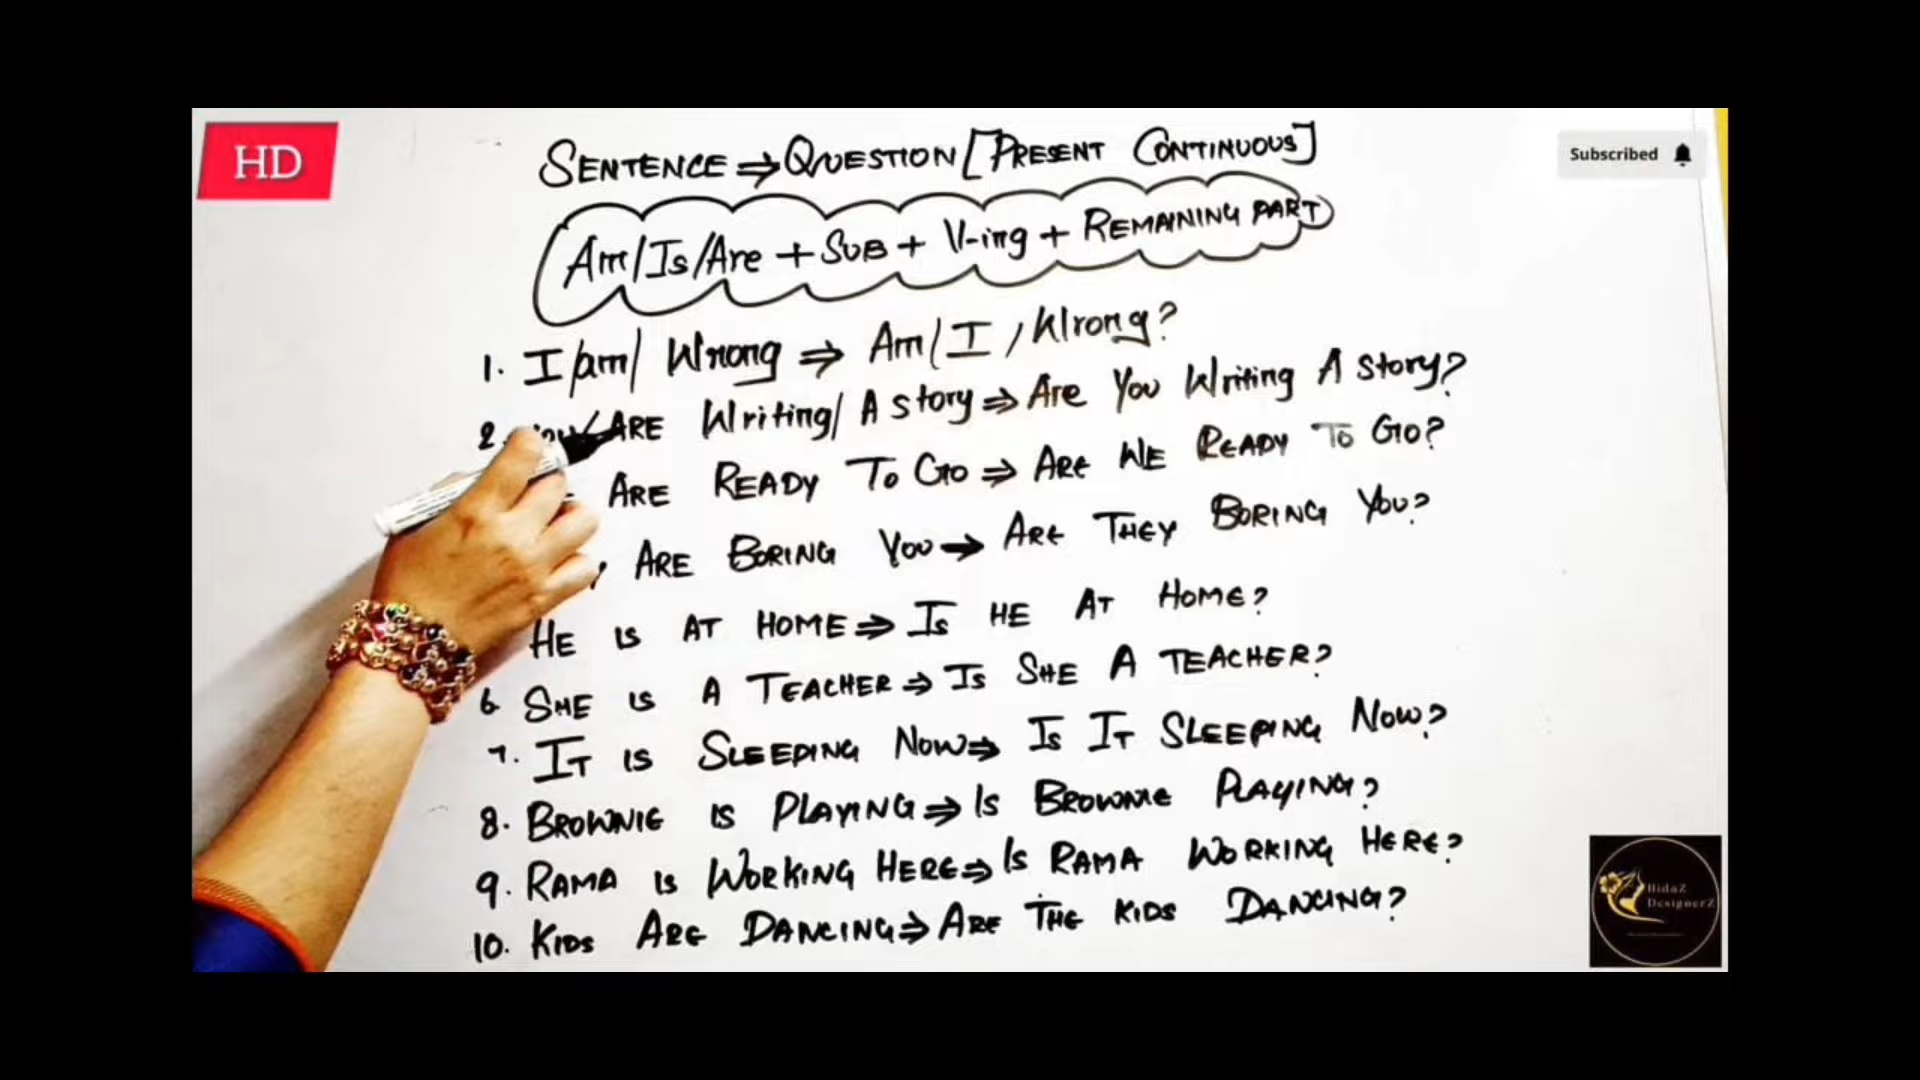 HD
Subscribed
SENTENCE ⇒ QUESTION [PRESENT CONTINUOUS]
Am/Is/Are + SUB + V-ing + REMAINING PART
1. I/am/ Wrong ⇒ Am/I/Wrong?
2. You/ARE Writing/ A story ⇒ Are You Writing A story?
ARE READY TO GO ⇒ ARE WE READY TO GO?
ARE BORING YOU → ARE THEY BORING YOU?
HE IS AT HOME ⇒ IS HE AT HOME?
6 SHE IS A TEACHER ⇒ IS SHE A TEACHER?
7. IT IS SLEEPING NOW ⇒ IS IT SLEEPING NOW?
8. BROWNIE IS PLAYING ⇒ IS BROWNIE PLAYING?
9. RAMA IS WORKING HERE ⇒ IS RAMA WORKING HERE?
10. KIDS ARE DANCING ⇒ ARE THE KIDS DANCING?
HidaZ
DesignerZ